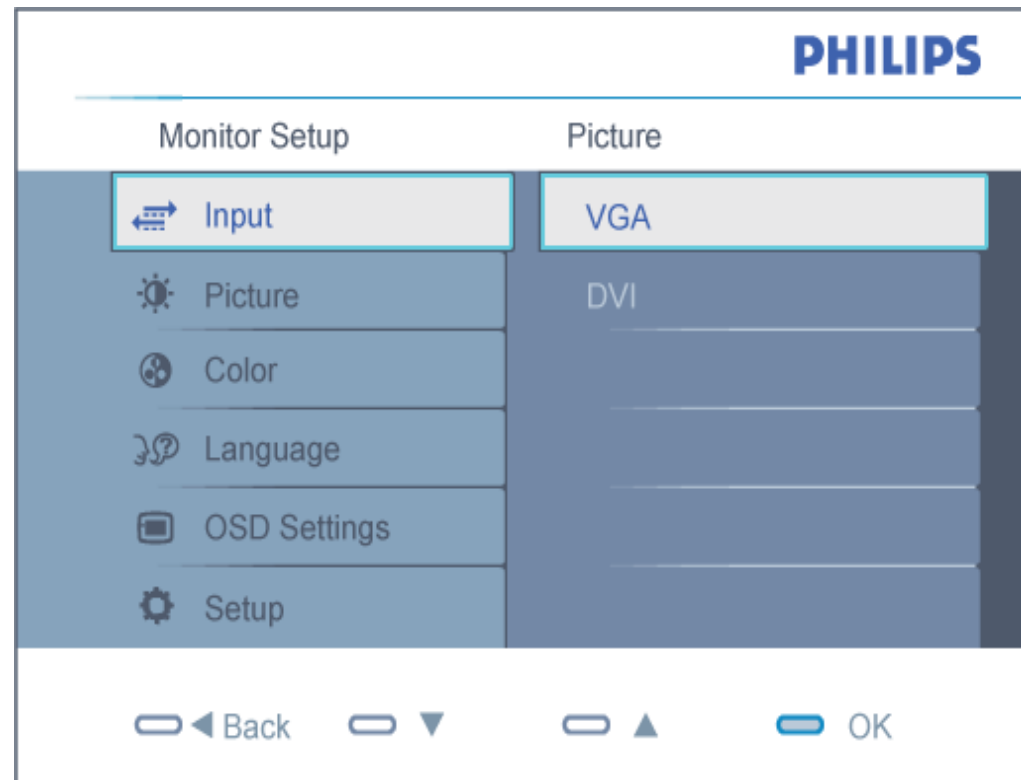 PHILIPS
Monitor Setup
Picture
Input
VGA
Picture
DVI
Color
Language
OSD Settings
Setup
Back
OK